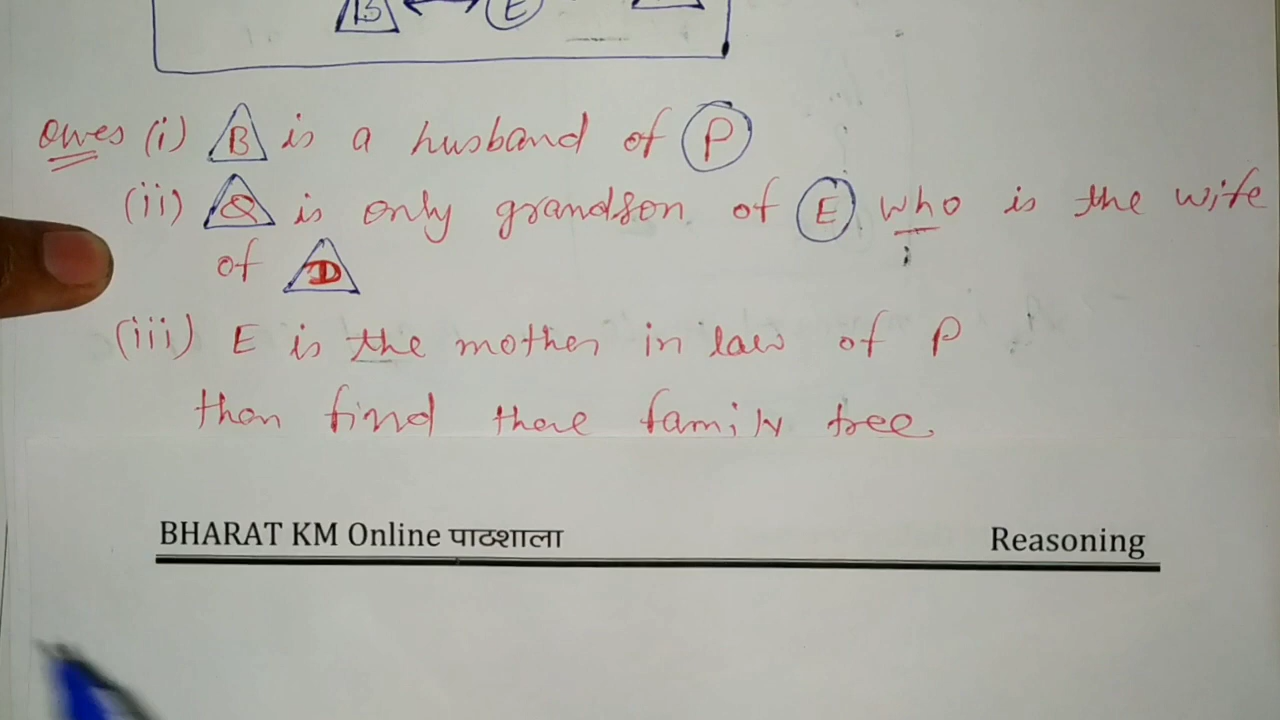 B E
Owes (i) B is a husband of P
(ii) Q is only grandson of E who is the wife
of D
(iii) E is the mother in law of P
then find there family tree.
BHARAT KM Online पाठशाला Reasoning